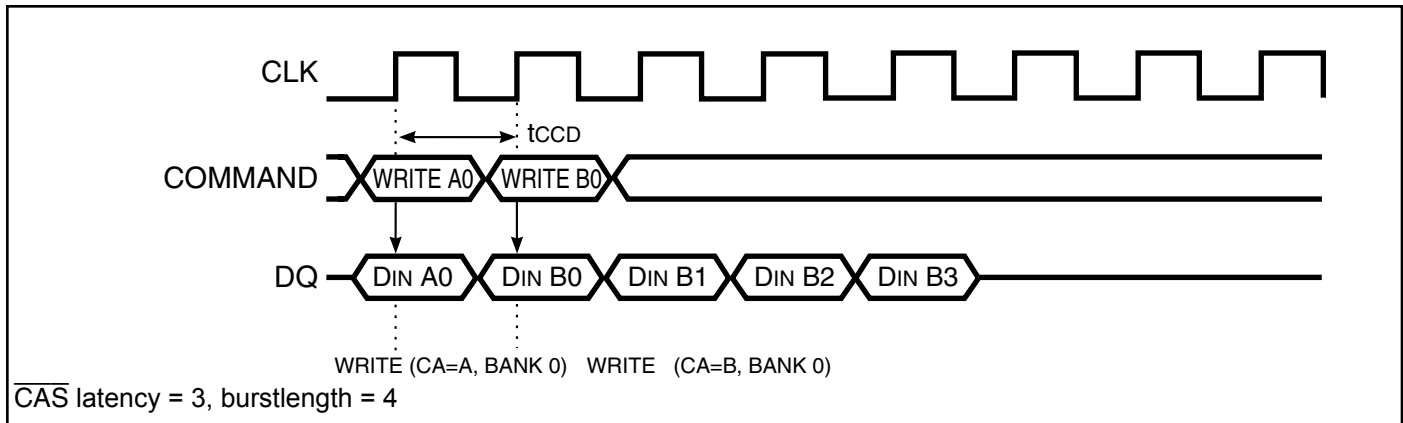 CLK
tCCD
COMMAND WRITE A0 WRITE B0
DQ DIN A0 DIN B0 DIN B1 DIN B2 DIN B3
WRITE (CA=A, BANK 0) WRITE (CA=B, BANK 0)
C̅A̅S̅ latency = 3, burstlength = 4